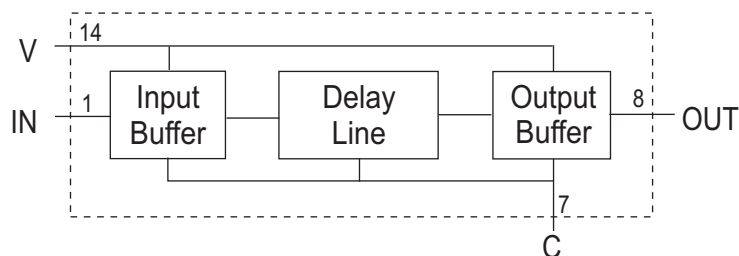 V 14
IN 1
Input
Buffer
Delay
Line
Output
Buffer
8 OUT
7
C